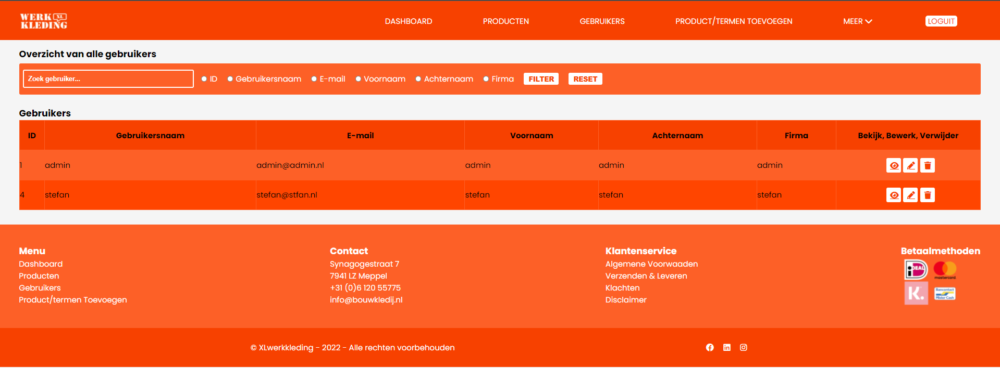 WERK XL
KLEDING
DASHBOARD PRODUCTEN GEBRUIKERS PRODUCT/TERMEN TOEVOEGEN MEER LOGUIT
Overzicht van alle gebruikers
Zoek gebruiker... ID Gebruikersnaam E-mail Voornaam Achternaam Firma FILTER RESET
Gebruikers
ID Gebruikersnaam E-mail Voornaam Achternaam Firma Bekijk, Bewerk, Verwijder
1 admin admin@admin.nl admin admin admin
4 stefan stefan@stfan.nl stefan stefan stefan
Menu
Dashboard
Producten
Gebruikers
Product/termen Toevoegen
Contact
Synagogestraat 7
7941 LZ Meppel
+31 (0)6 120 55775
info@bouwkledij.nl
Klantenservice
Algemene Voorwaaden
Verzenden & Leveren
Klachten
Disclaimer
Betaalmethoden
iDEAL
mastercard
K.
Bancontact
Mister Cash
© XLwerkkleding - 2022 - Alle rechten voorbehouden